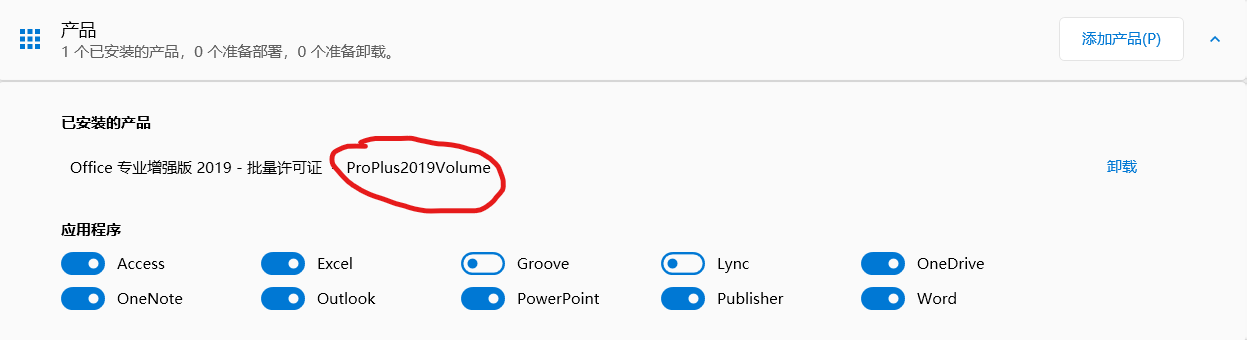 产品
1 个已安装的产品，0 个准备部署，0 个准备卸载。
添加产品(P)
已安装的产品
Office 专业增强版 2019 - 批量许可证 - ProPlus2019Volume
卸载
应用程序
Access Excel Groove Lync OneDrive
OneNote Outlook PowerPoint Publisher Word